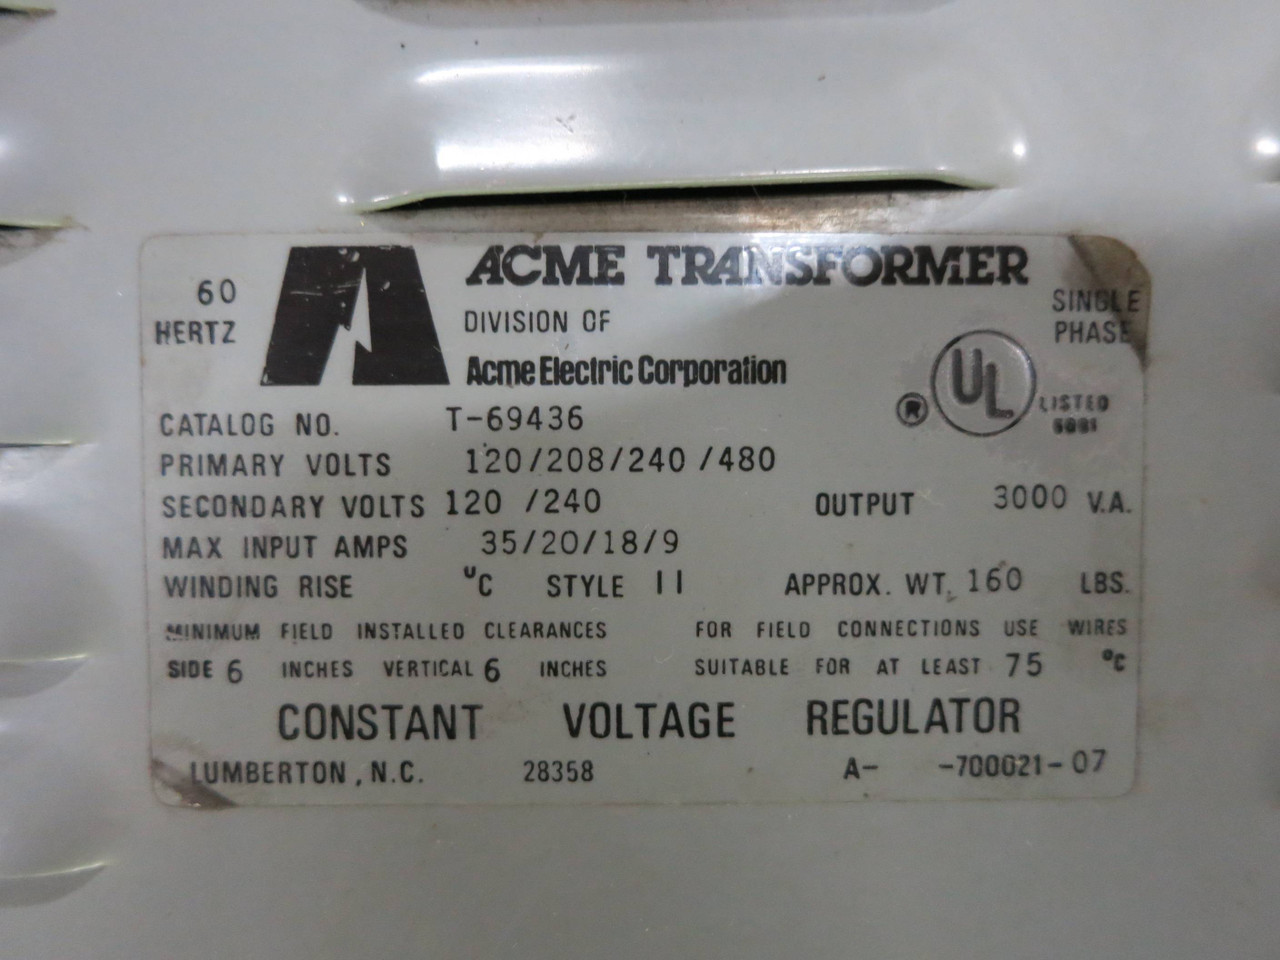 60 HERTZ
ACME TRANSFORMER
DIVISION OF
Acme Electric Corporation
SINGLE PHASE
® UL LISTED
CATALOG NO. T-69436
PRIMARY VOLTS 120/208/240/480
SECONDARY VOLTS 120 /240 OUTPUT 3000 V.A.
MAX INPUT AMPS 35/20/18/9
WINDING RISE °C STYLE II APPROX. WT. 160 LBS.
MINIMUM FIELD INSTALLED CLEARANCES FOR FIELD CONNECTIONS USE WIRES
SIDE 6 INCHES VERTICAL 6 INCHES SUITABLE FOR AT LEAST 75 °C
CONSTANT VOLTAGE REGULATOR
LUMBERTON, N.C. 28358 A- -700021-07